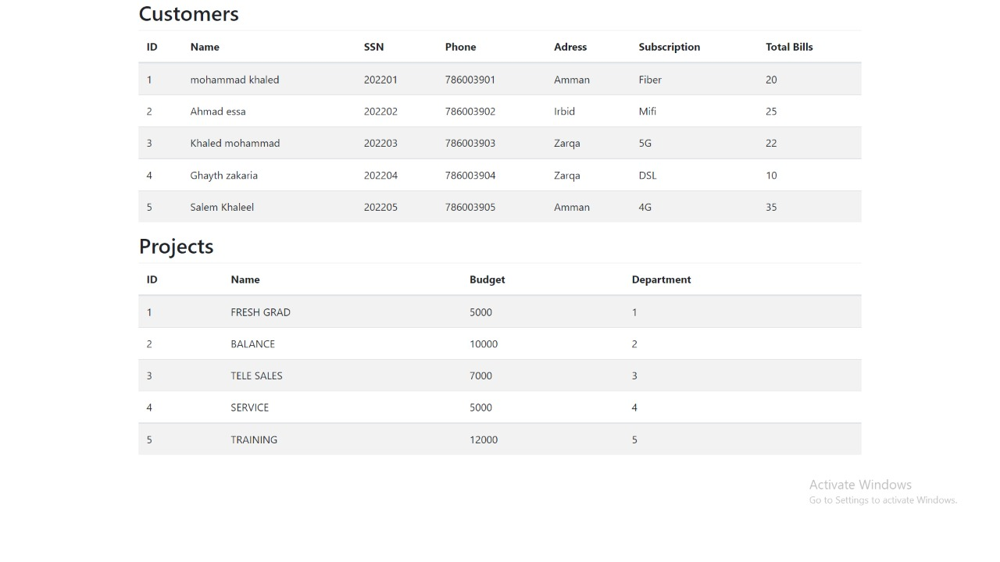 Customers
ID Name SSN Phone Adress Subscription Total Bills
1 mohammad khaled 202201 786003901 Amman Fiber 20
2 Ahmad essa 202202 786003902 Irbid Mifi 25
3 Khaled mohammad 202203 786003903 Zarqa 5G 22
4 Ghayth zakaria 202204 786003904 Zarqa DSL 10
5 Salem Khaleel 202205 786003905 Amman 4G 35
Projects
ID Name Budget Department
1 FRESH GRAD 5000 1
2 BALANCE 10000 2
3 TELE SALES 7000 3
4 SERVICE 5000 4
5 TRAINING 12000 5
Activate Windows
Go to Settings to activate Windows.